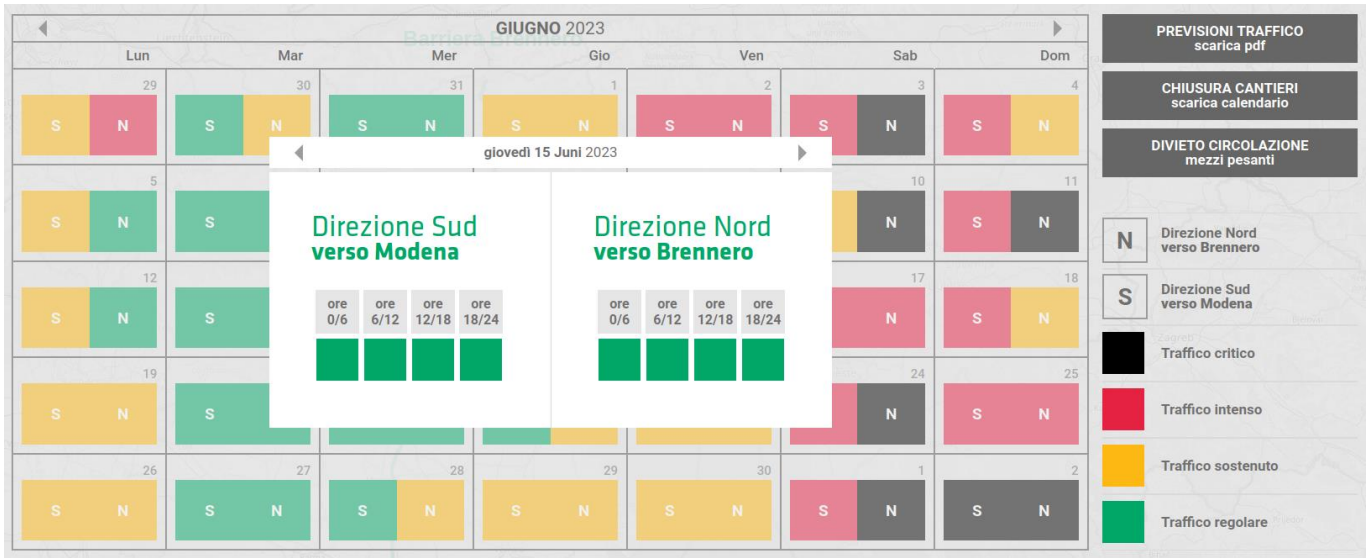 GIUGNO 2023
Barriera Brennero
Lun Mar Mer Gio Ven Sab Dom
29 30 31 1 2 3 4
S N S N S N S N S N S N S N
giovedì 15 Juni 2023
5 10 11
S N S N S N
Direzione Sud
verso Modena
ore 0/6
ore 6/12
ore 12/18
ore 18/24
Direzione Nord
verso Brennero
ore 0/6
ore 6/12
ore 12/18
ore 18/24
12 17 18
S N S N S N
19 24 25
S N S N S N
26 27 28 29 30 1 2
S N S N S N S N S N S N S N
PREVISIONI TRAFFICO
scarica pdf
CHIUSURA CANTIERI
scarica calendario
DIVIETO CIRCOLAZIONE
mezzi pesanti
N
Direzione Nord
verso Brennero
S
Direzione Sud
verso Modena
Traffico critico
Traffico intenso
Traffico sostenuto
Traffico regolare